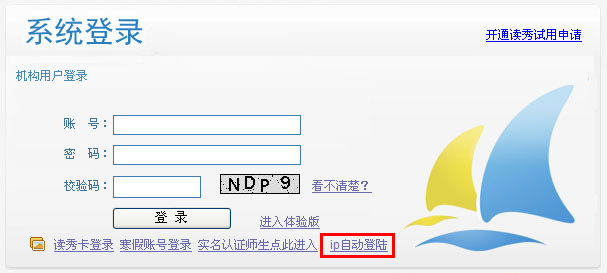 系统登录
开通读秀试用申请
机构用户登录
账 号：
密 码：
校验码： NDP9 看不清楚？
登 录 进入体验版
读秀卡登录 寒假账号登录 实名认证师生点此进入 ip自动登陆